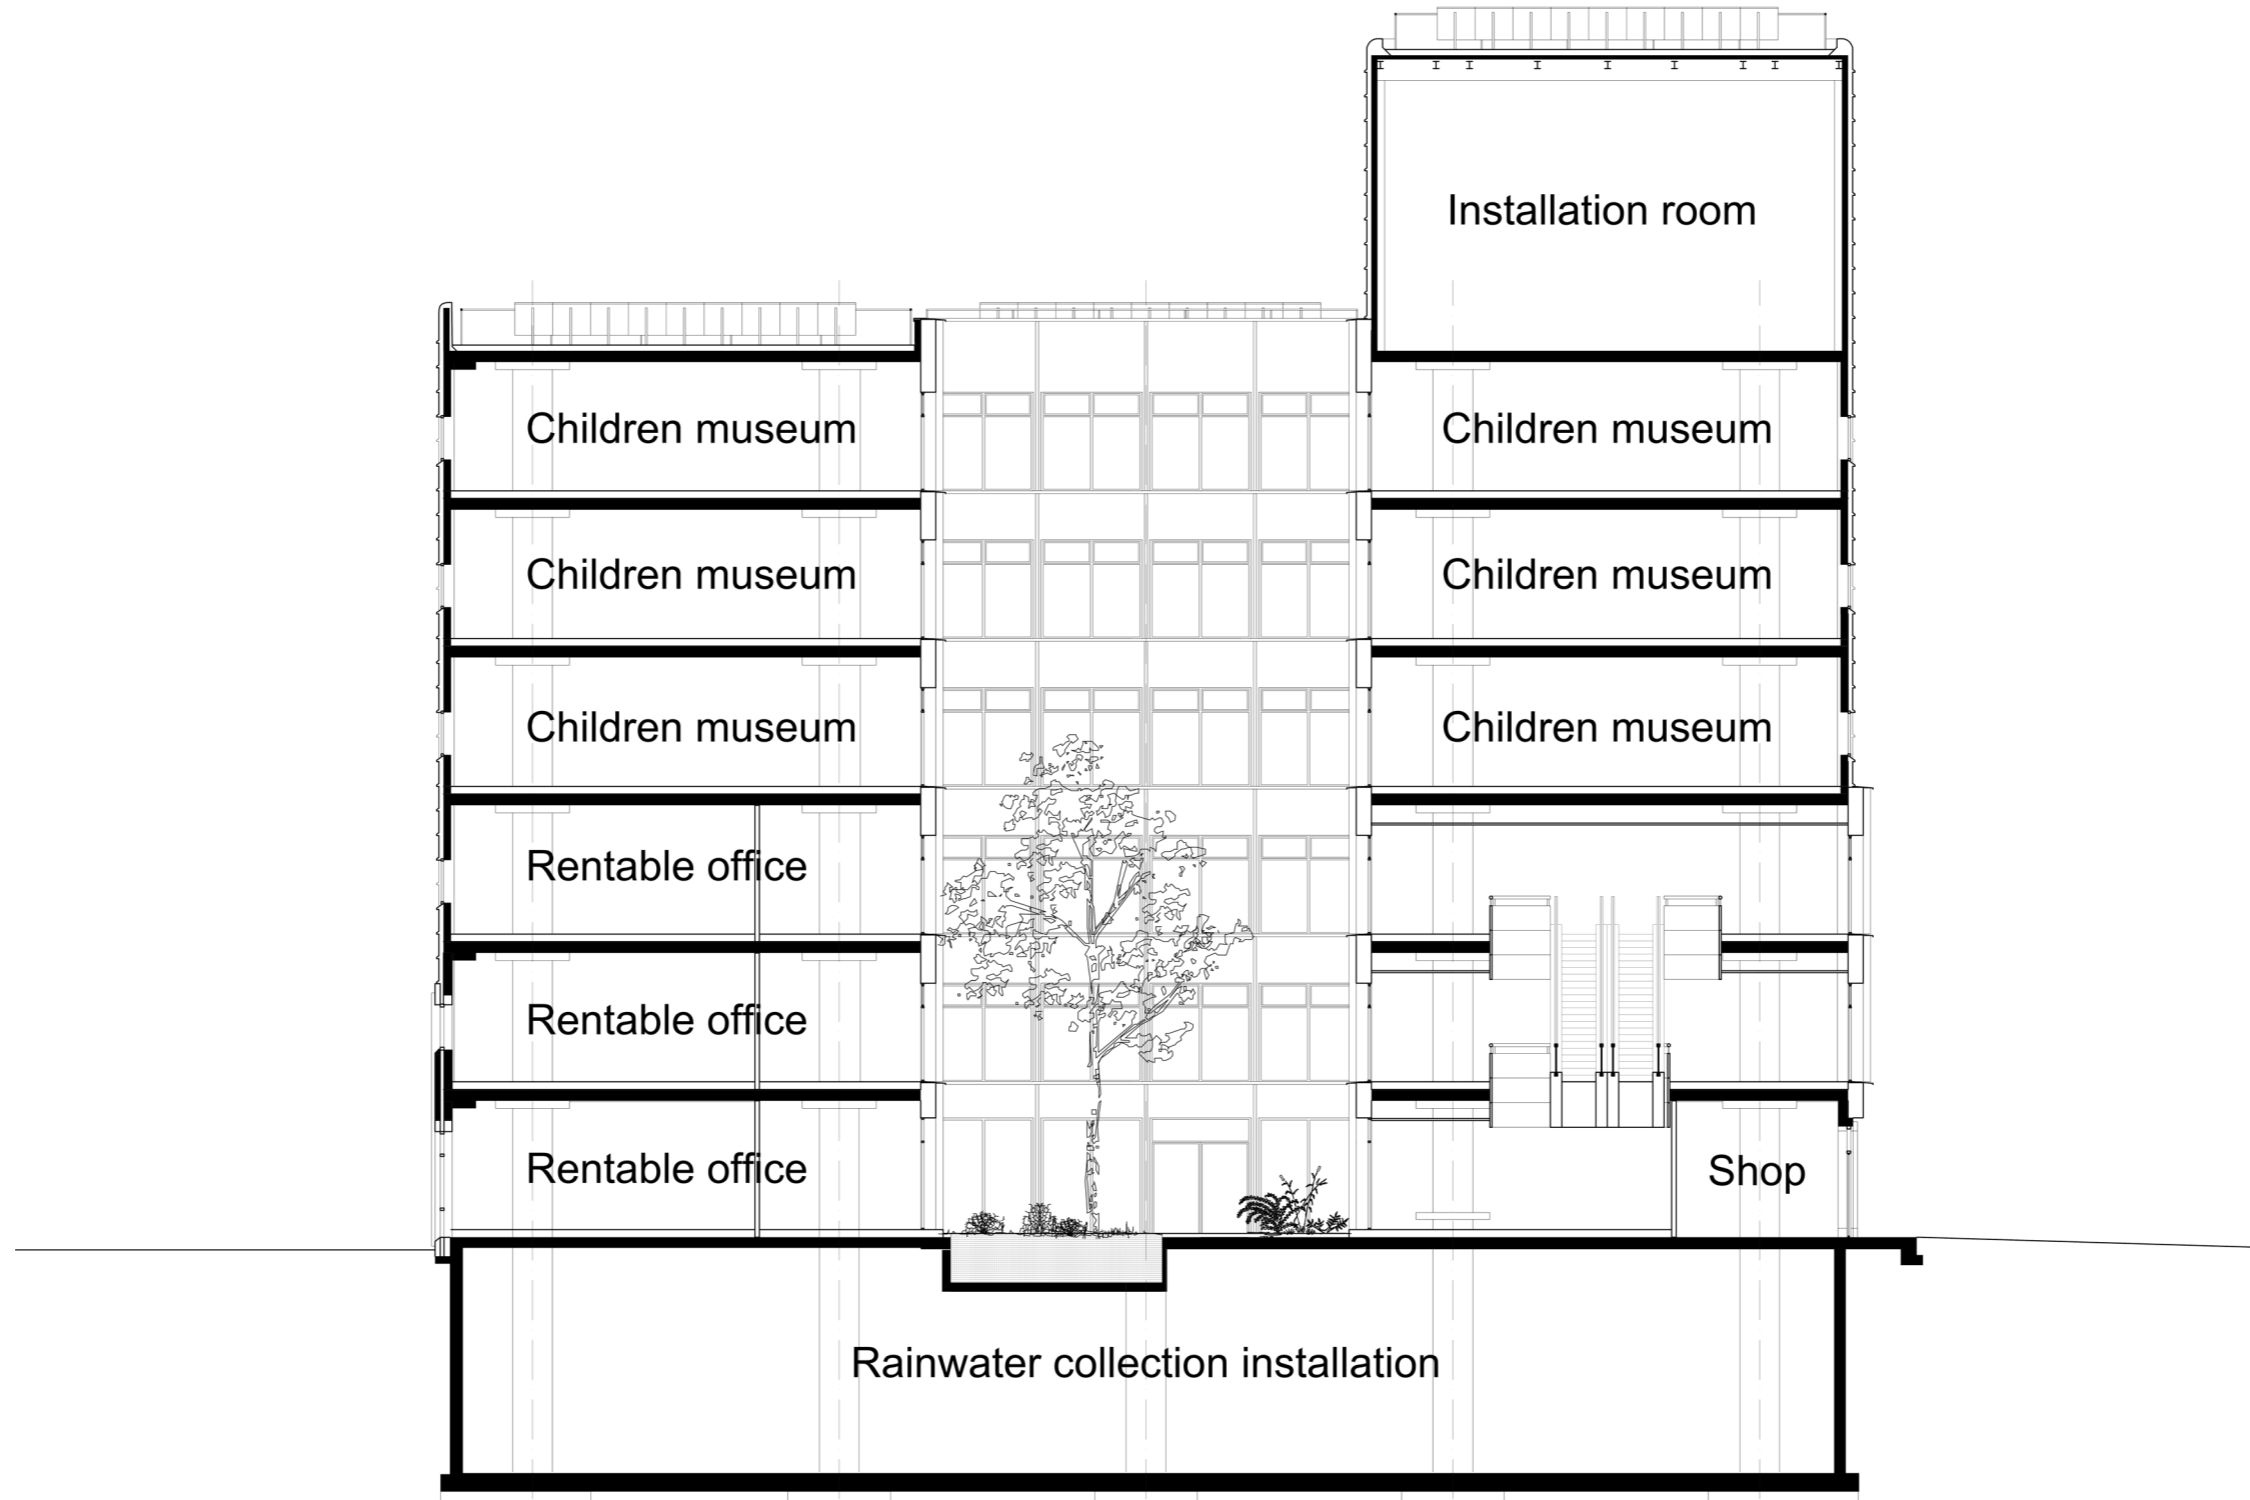 Installation room
Children museum
Children museum
Children museum
Children museum
Children museum
Children museum
Rentable office
Rentable office
Rentable office
Shop
Rainwater collection installation